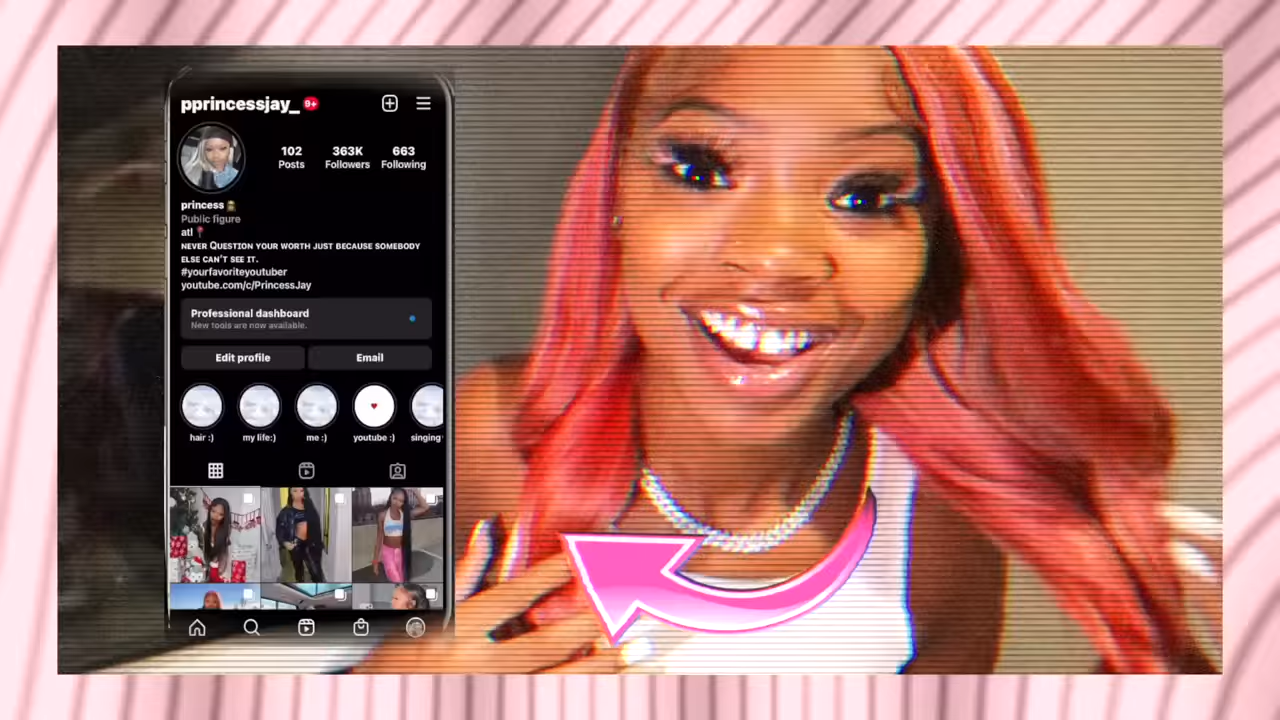 pprincessjay_ 9+
102 363K 663
Posts Followers Following
princess
Public figure
atl
NEVER QUESTION YOUR WORTH JUST BECAUSE SOMEBODY
ELSE CAN'T SEE IT.
#yourfavoriteyoutuber
youtube.com/c/PrincessJay
Professional dashboard
New tools are now available.
Edit profile Email
hair :) my life:) me :) youtube :) singing